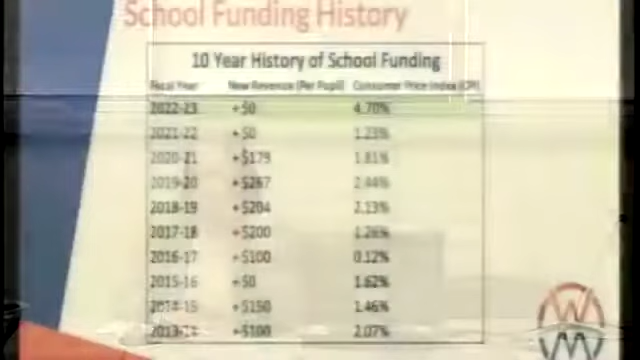 School Funding History
10 Year History of School Funding
Fiscal Year New Revenue (Per Pupil) Consumer Price Index (CPI)
2022-23 +$0 4.70%
2021-22 +$0 1.23%
2020-21 +$179 1.81%
2019-20 +$267 2.44%
2018-19 +$204 2.13%
2017-18 +$200 1.26%
2016-17 +$100 0.12%
2015-16 +$0 1.62%
2014-15 +$150 1.46%
2013-14 +$100 2.07%